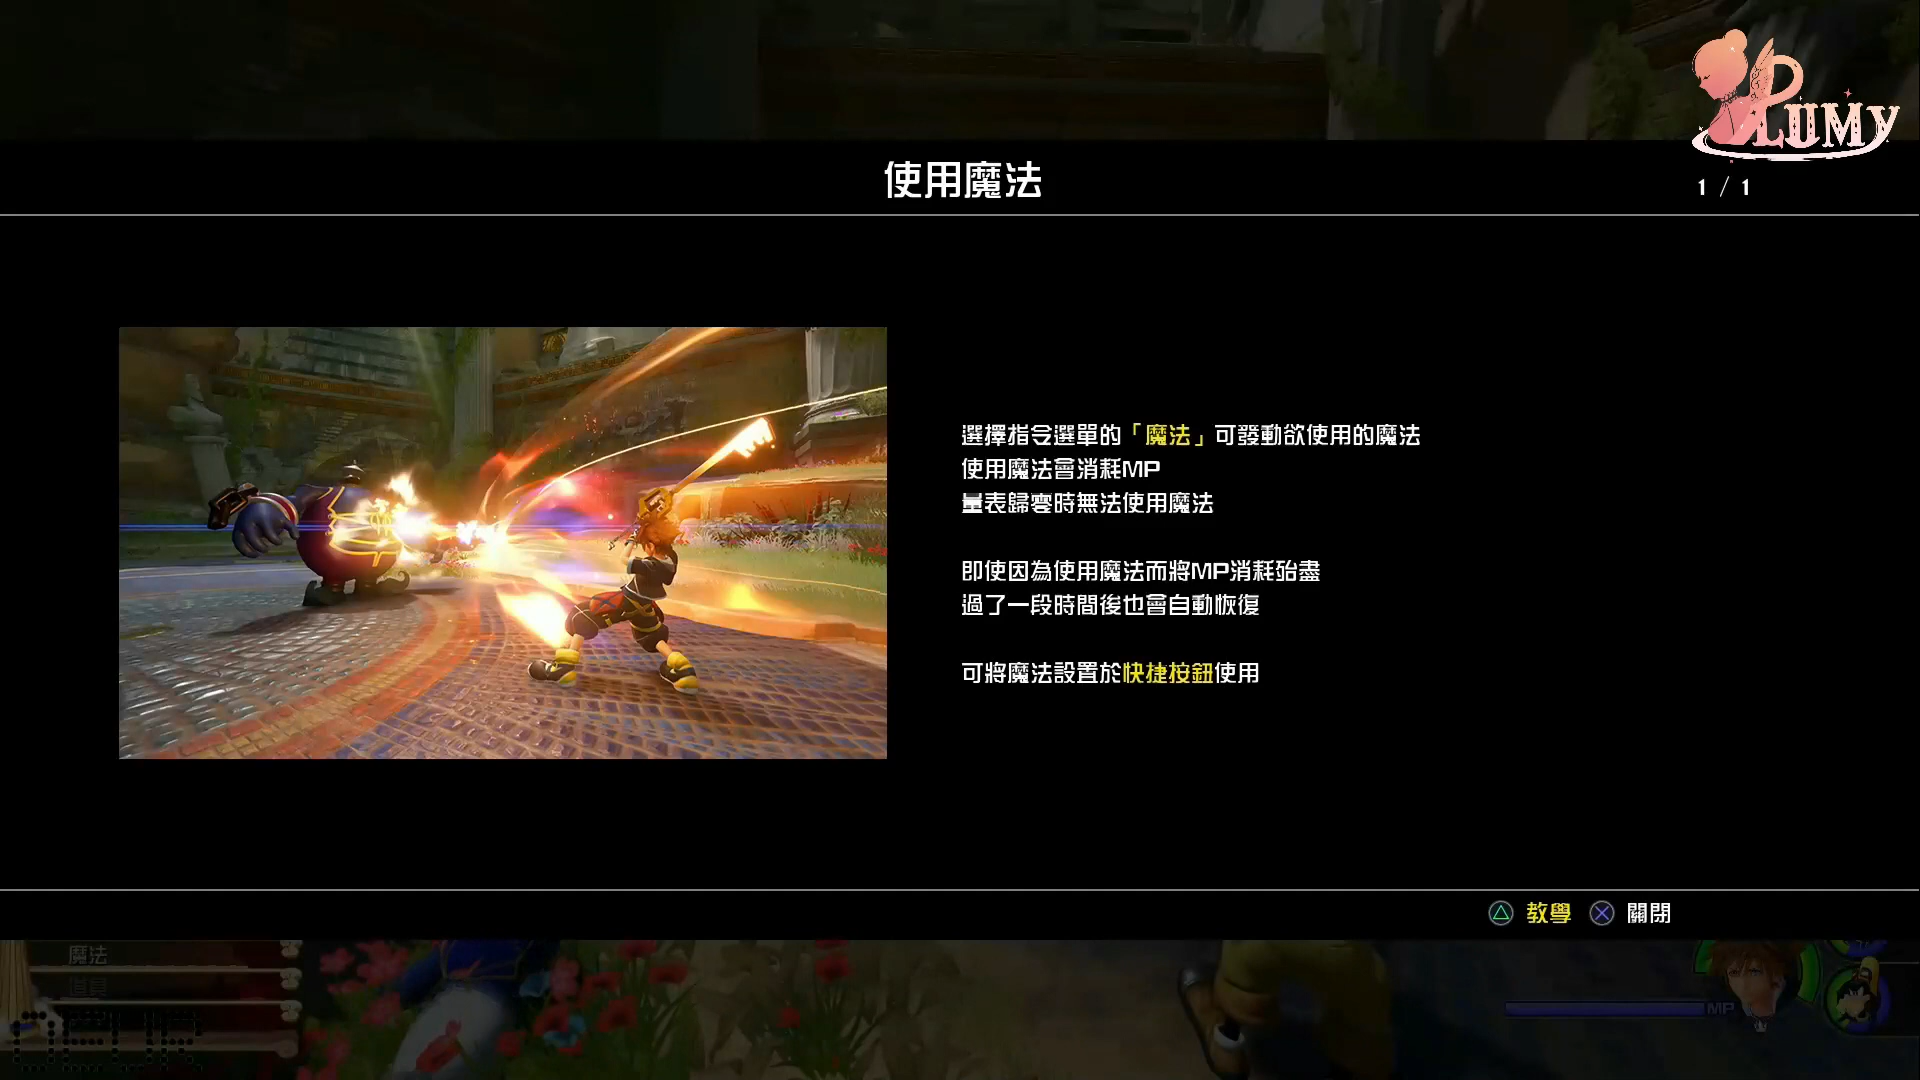 PLUMY
使用魔法
1 / 1
選擇指令選單的「魔法」可發動欲使用的魔法
使用魔法會消耗MP
量表歸零時無法使用魔法
即使因為使用魔法而將MP消耗殆盡
過了一段時間後也會自動恢復
可將魔法設置於快捷按鈕使用
教學 關閉
魔法
道具
MP